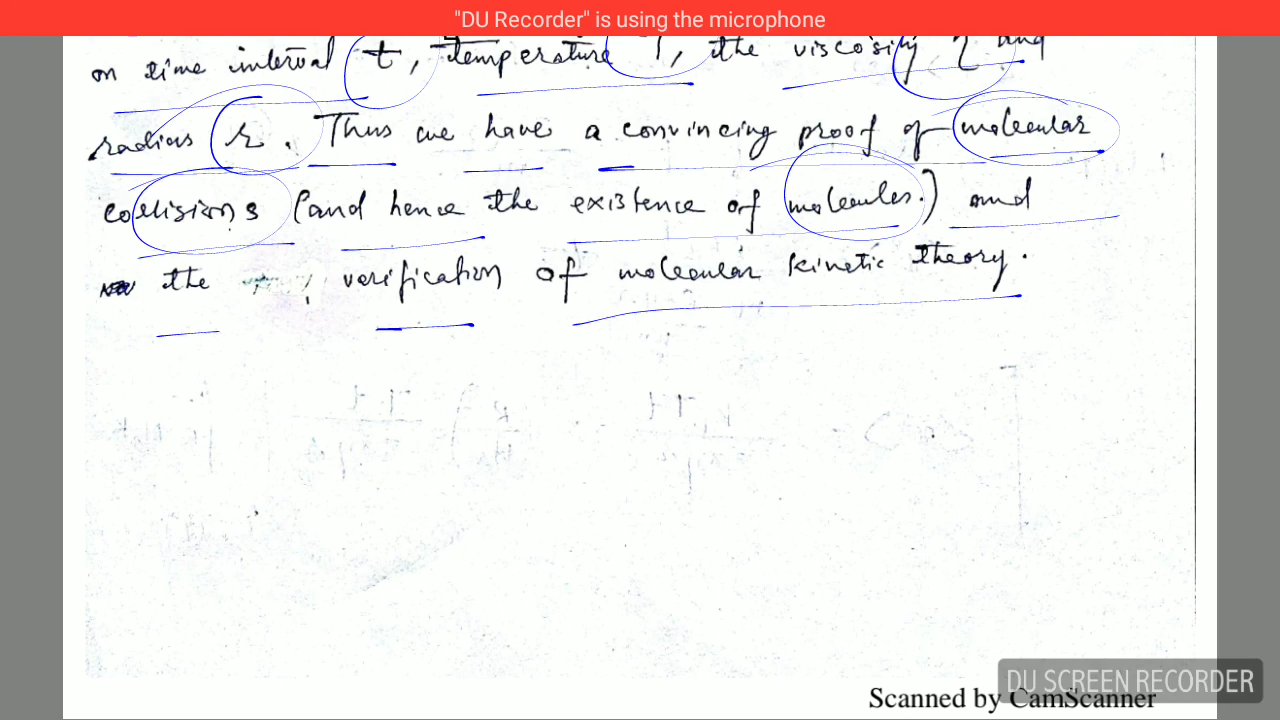 "DU Recorder" is using the microphone
on time interval t, temperature T, the viscosity η and
radius r. Thus we have a convincing proof of molecular
collisions (and hence the existence of molecules.) and
the verification of molecular kinetic theory.
DU SCREEN RECORDER
Scanned by CamScanner